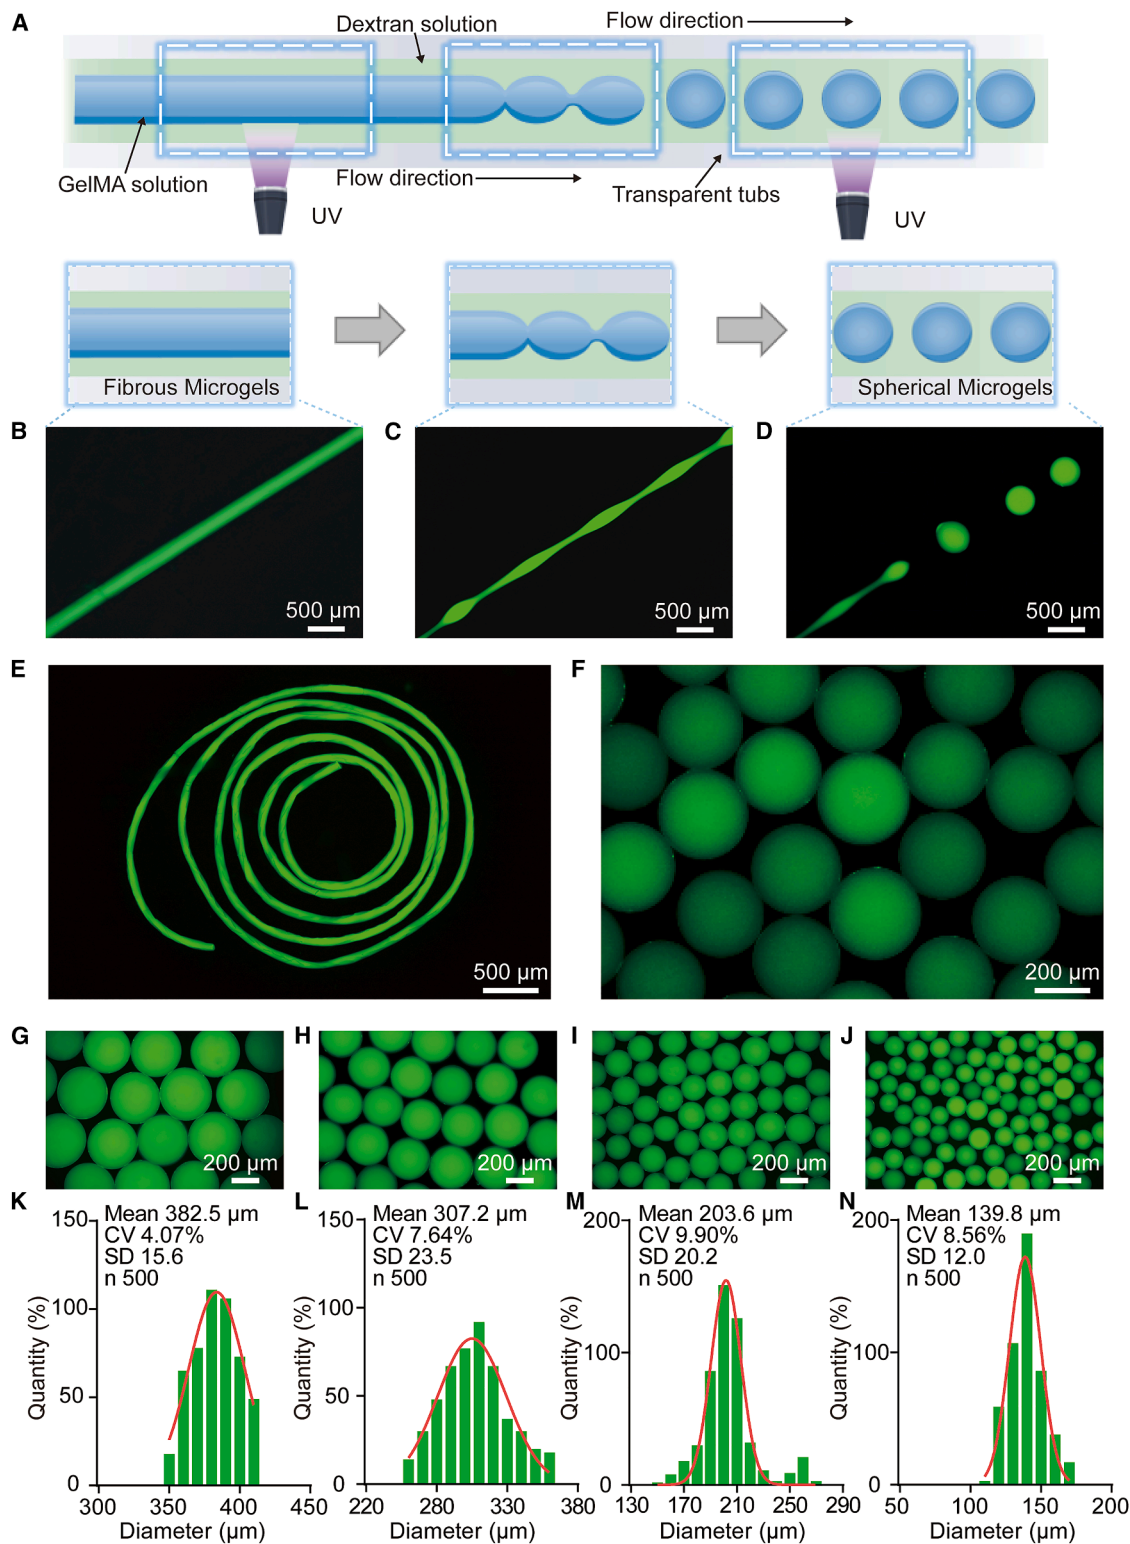 A
Dextran solution
Flow direction
GelMA solution
Flow direction
Transparent tubs
UV
UV
Fibrous Microgels
Spherical Microgels
B
C
D
500 µm
500 µm
500 µm
E
F
500 µm
200 µm
G
H
I
J
200 µm
200 µm
200 µm
200 µm
K
Mean 382.5 µm
CV 4.07%
SD 15.6
n 500
150
100
50
0
Quantity (%)
300 350 400 450
Diameter (µm)
L
Mean 307.2 µm
CV 7.64%
SD 23.5
n 500
150
100
50
0
Quantity (%)
220 280 330 380
Diameter (µm)
M
Mean 203.6 µm
CV 9.90%
SD 20.2
n 500
200
100
0
Quantity (%)
130 170 210 250 290
Diameter (µm)
N
Mean 139.8 µm
CV 8.56%
SD 12.0
n 500
200
100
0
Quantity (%)
50 100 150 200
Diameter (µm)